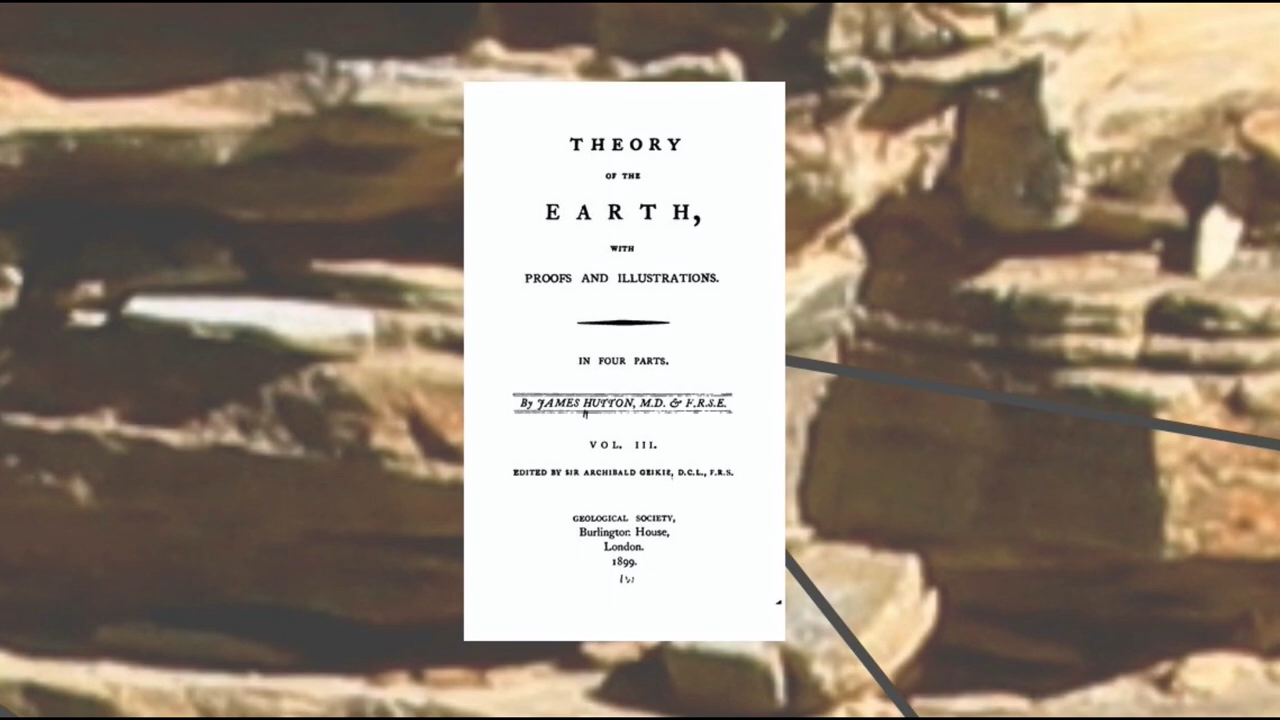 THEORY
OF THE
EARTH,
WITH
PROOFS AND ILLUSTRATIONS.
IN FOUR PARTS.
By JAMES HUTTON, M.D. & F.R.S.E.
VOL. III.
EDITED BY SIR ARCHIBALD GEIKIE, D.C.L., F.R.S.
GEOLOGICAL SOCIETY,
Burlington House,
London.
1899.